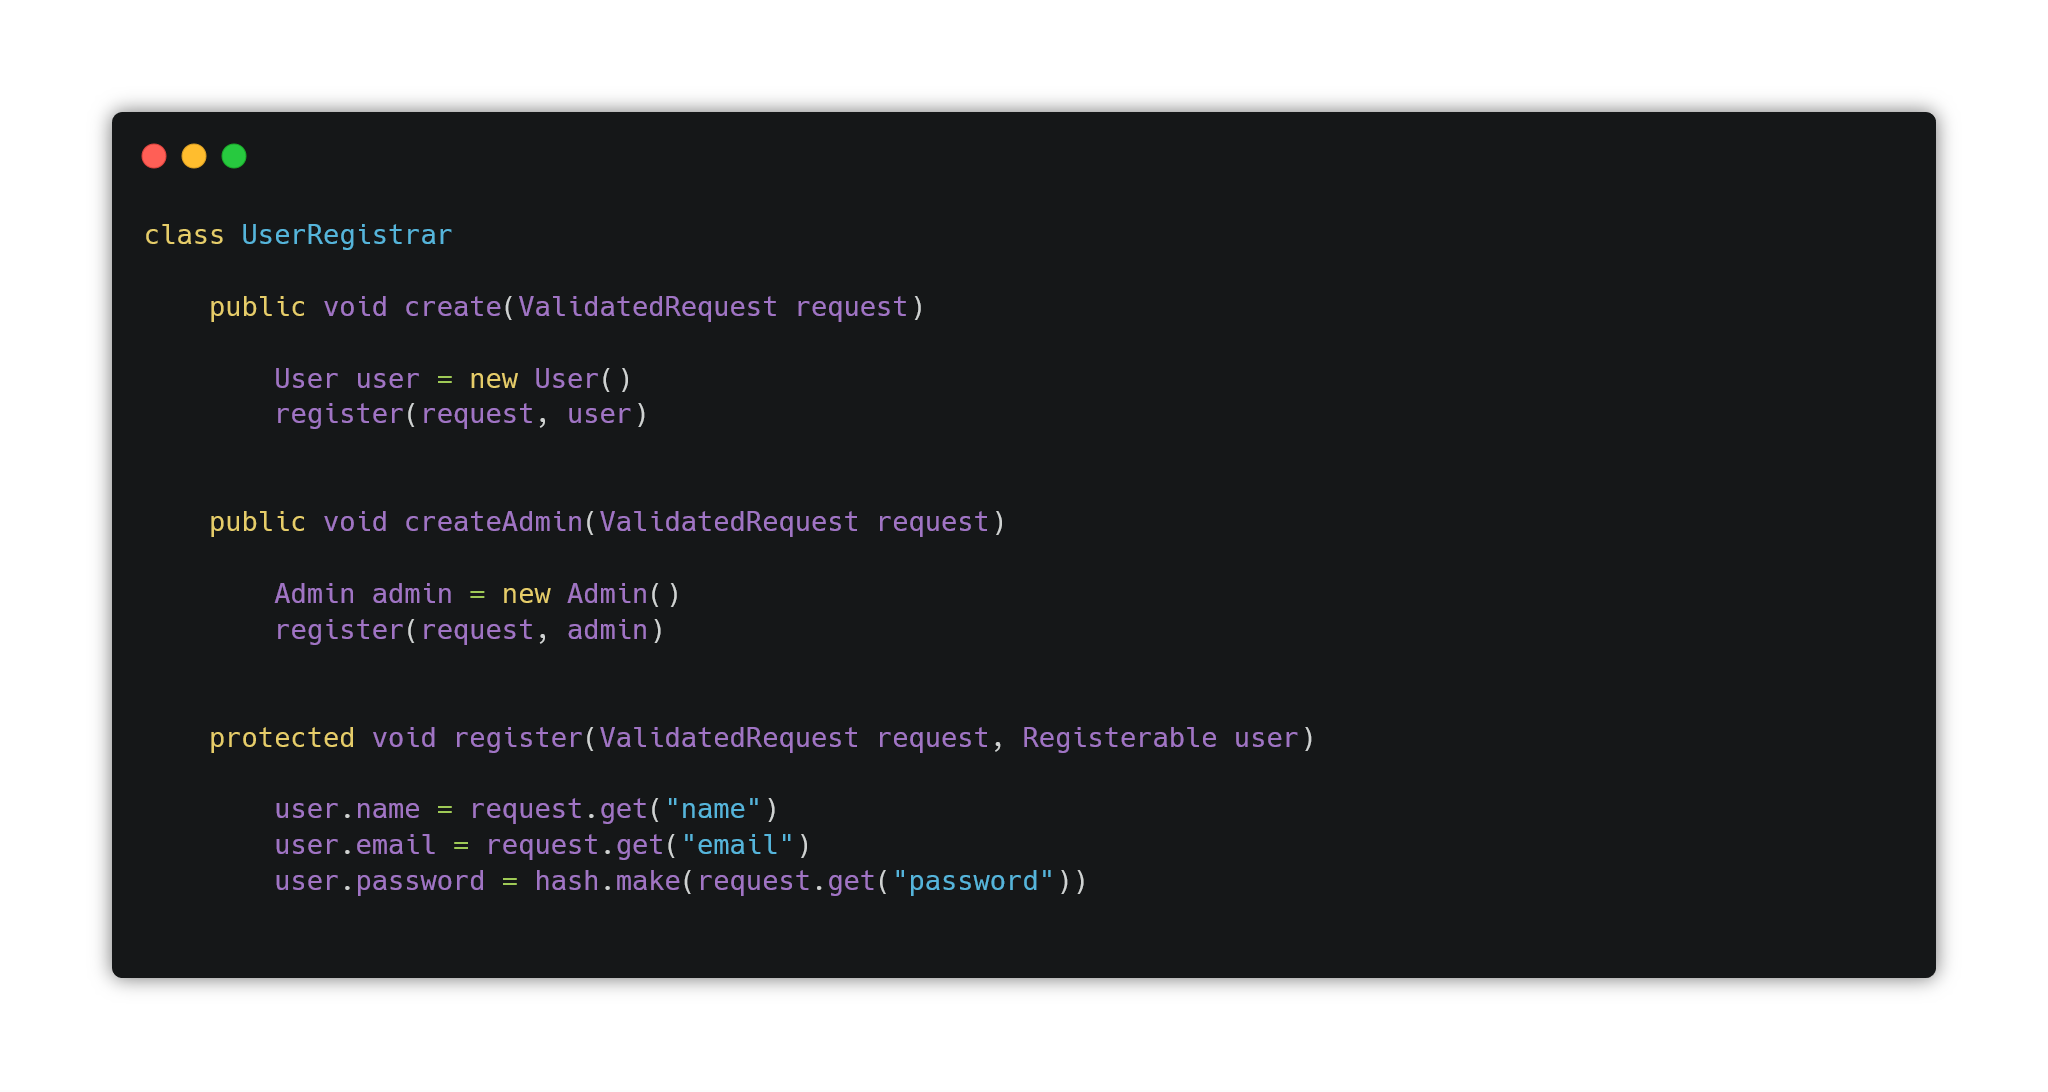 class UserRegistrar
public void create(ValidatedRequest request)
User user = new User()
register(request, user)
public void createAdmin(ValidatedRequest request)
Admin admin = new Admin()
register(request, admin)
protected void register(ValidatedRequest request, Registerable user)
user.name = request.get("name")
user.email = request.get("email")
user.password = hash.make(request.get("password"))